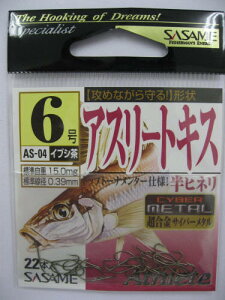 The Hooking of Dreams!
Specialist
SASAME
【攻めながら守る!】形状
6号
アスリートキス
AS-04 イブシ茶
標準自重 15.0mg
標準線径 0.39mm
半ヒネリ
CYBER
METAL
超合金サイバーメタル
22本
SASAME